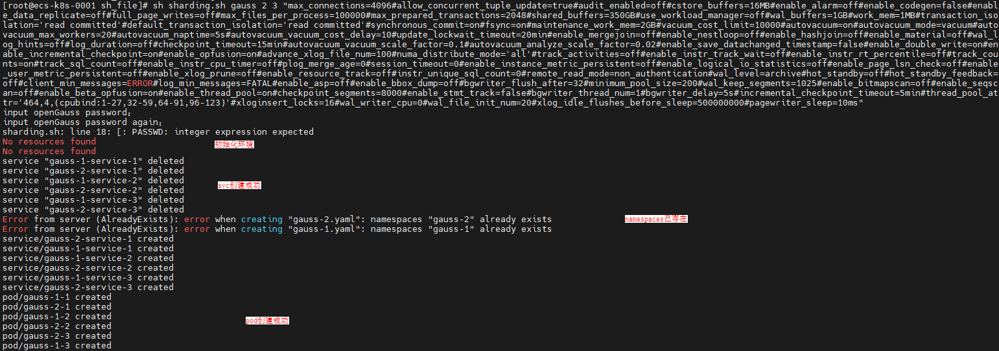 [root@ecs-k8s-0001 sh_file]# sh sharding.sh gauss 2 3 "max_connections=4096#allow_concurrent_tuple_update=true#audit_enabled=off#cstore_buffers=16MB#enable_alarm=off#enable_codegen=false#enabl
e_data_replicate=off#full_page_writes=off#max_files_per_process=100000#max_prepared_transactions=2048#shared_buffers=350GB#use_workload_manager=off#wal_buffers=1GB#work_mem=1MB#transaction_iso
lation='read committed'#default_transaction_isolation='read committed'#synchronous_commit=on#fsync=on#maintenance_work_mem=2GB#vacuum_cost_limit=10000#autovacuum=on#autovacuum_mode=vacuum#auto
vacuum_max_workers=20#autovacuum_naptime=5s#autovacuum_vacuum_cost_delay=10#update_lockwait_timeout=20min#enable_mergejoin=off#enable_nestloop=off#enable_hashjoin=off#enable_material=off#wal_l
og_hints=off#log_duration=off#checkpoint_timeout=15min#autovacuum_vacuum_scale_factor=0.1#autovacuum_analyze_scale_factor=0.02#enable_save_datachanged_timestamp=false#enable_double_write=on#en
able_incremental_checkpoint=on#enable_opfusion=on#advance_xlog_file_num=100#numa_distribute_mode='all'#track_activities=off#enable_instr_track_wait=off#enable_instr_rt_percentile=off#track_cou
nts=on#track_sql_count=off#enable_instr_cpu_timer=off#plog_merge_age=0#session_timeout=0#enable_instance_metric_persistent=off#enable_logical_io_statistics=off#enable_page_lsn_check=off#enable
_user_metric_persistent=off#enable_xlog_prune=off#enable_resource_track=off#instr_unique_sql_count=0#remote_read_mode=non_authentication#wal_level=archive#hot_standby=off#hot_standby_feedback=
off#client_min_messages=ERROR#log_min_messages=FATAL#enable_asp=off#enable_bbox_dump=off#bgwriter_flush_after=32#minimum_pool_size=200#wal_keep_segments=1025#enable_bitmapscan=off#enable_seqsc
an=off#enable_beta_opfusion=on#enable_thread_pool=on#checkpoint_segments=8000#enable_stmt_track=false#bgwriter_thread_num=1#bgwriter_delay=5s#incremental_checkpoint_timeout=5min#thread_pool_at
tr='464,4,(cpubind:1-27,32-59,64-91,96-123)'#xloginsert_locks=16#wal_writer_cpu=0#wal_file_init_num=20#xlog_idle_flushes_before_sleep=500000000#pagewriter_sleep=10ms"
input openGauss password:
input openGauss password again:
sharding.sh: line 18: [: PASSWD: integer expression expected
No resources found
初始化环境
No resources found
service "gauss-1-service-1" deleted
service "gauss-2-service-1" deleted
service "gauss-1-service-2" deleted
svc创建成功
service "gauss-2-service-2" deleted
service "gauss-1-service-3" deleted
service "gauss-2-service-3" deleted
Error from server (AlreadyExists): error when creating "gauss-2.yaml": namespaces "gauss-2" already exists
namespaces已存在
Error from server (AlreadyExists): error when creating "gauss-1.yaml": namespaces "gauss-1" already exists
service/gauss-2-service-1 created
service/gauss-1-service-1 created
service/gauss-1-service-2 created
service/gauss-2-service-2 created
service/gauss-1-service-3 created
service/gauss-2-service-3 created
pod/gauss-1-1 created
pod/gauss-2-1 created
pod/gauss-1-2 created
pod创建成功
pod/gauss-2-2 created
pod/gauss-2-3 created
pod/gauss-1-3 created